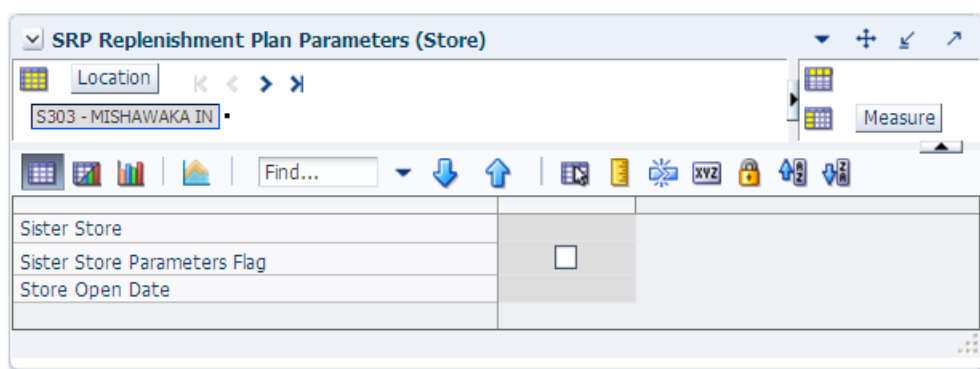 SRP Replenishment Plan Parameters (Store)
Location
S303 - MISHAWAKA IN
Measure
Find...
XYZ
A Z
Z A
Sister Store
Sister Store Parameters Flag
Store Open Date